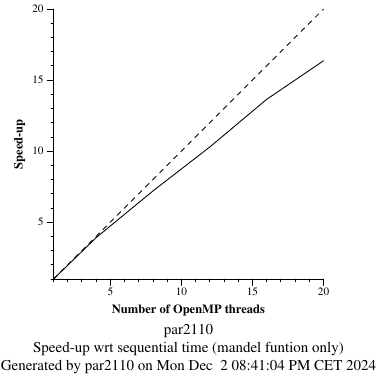 20
15
10
5
Speed-up
5 10 15 20
Number of OpenMP threads
par2110
Speed-up wrt sequential time (mandel funtion only)
Generated by par2110 on Mon Dec  2 08:41:04 PM CET 2024